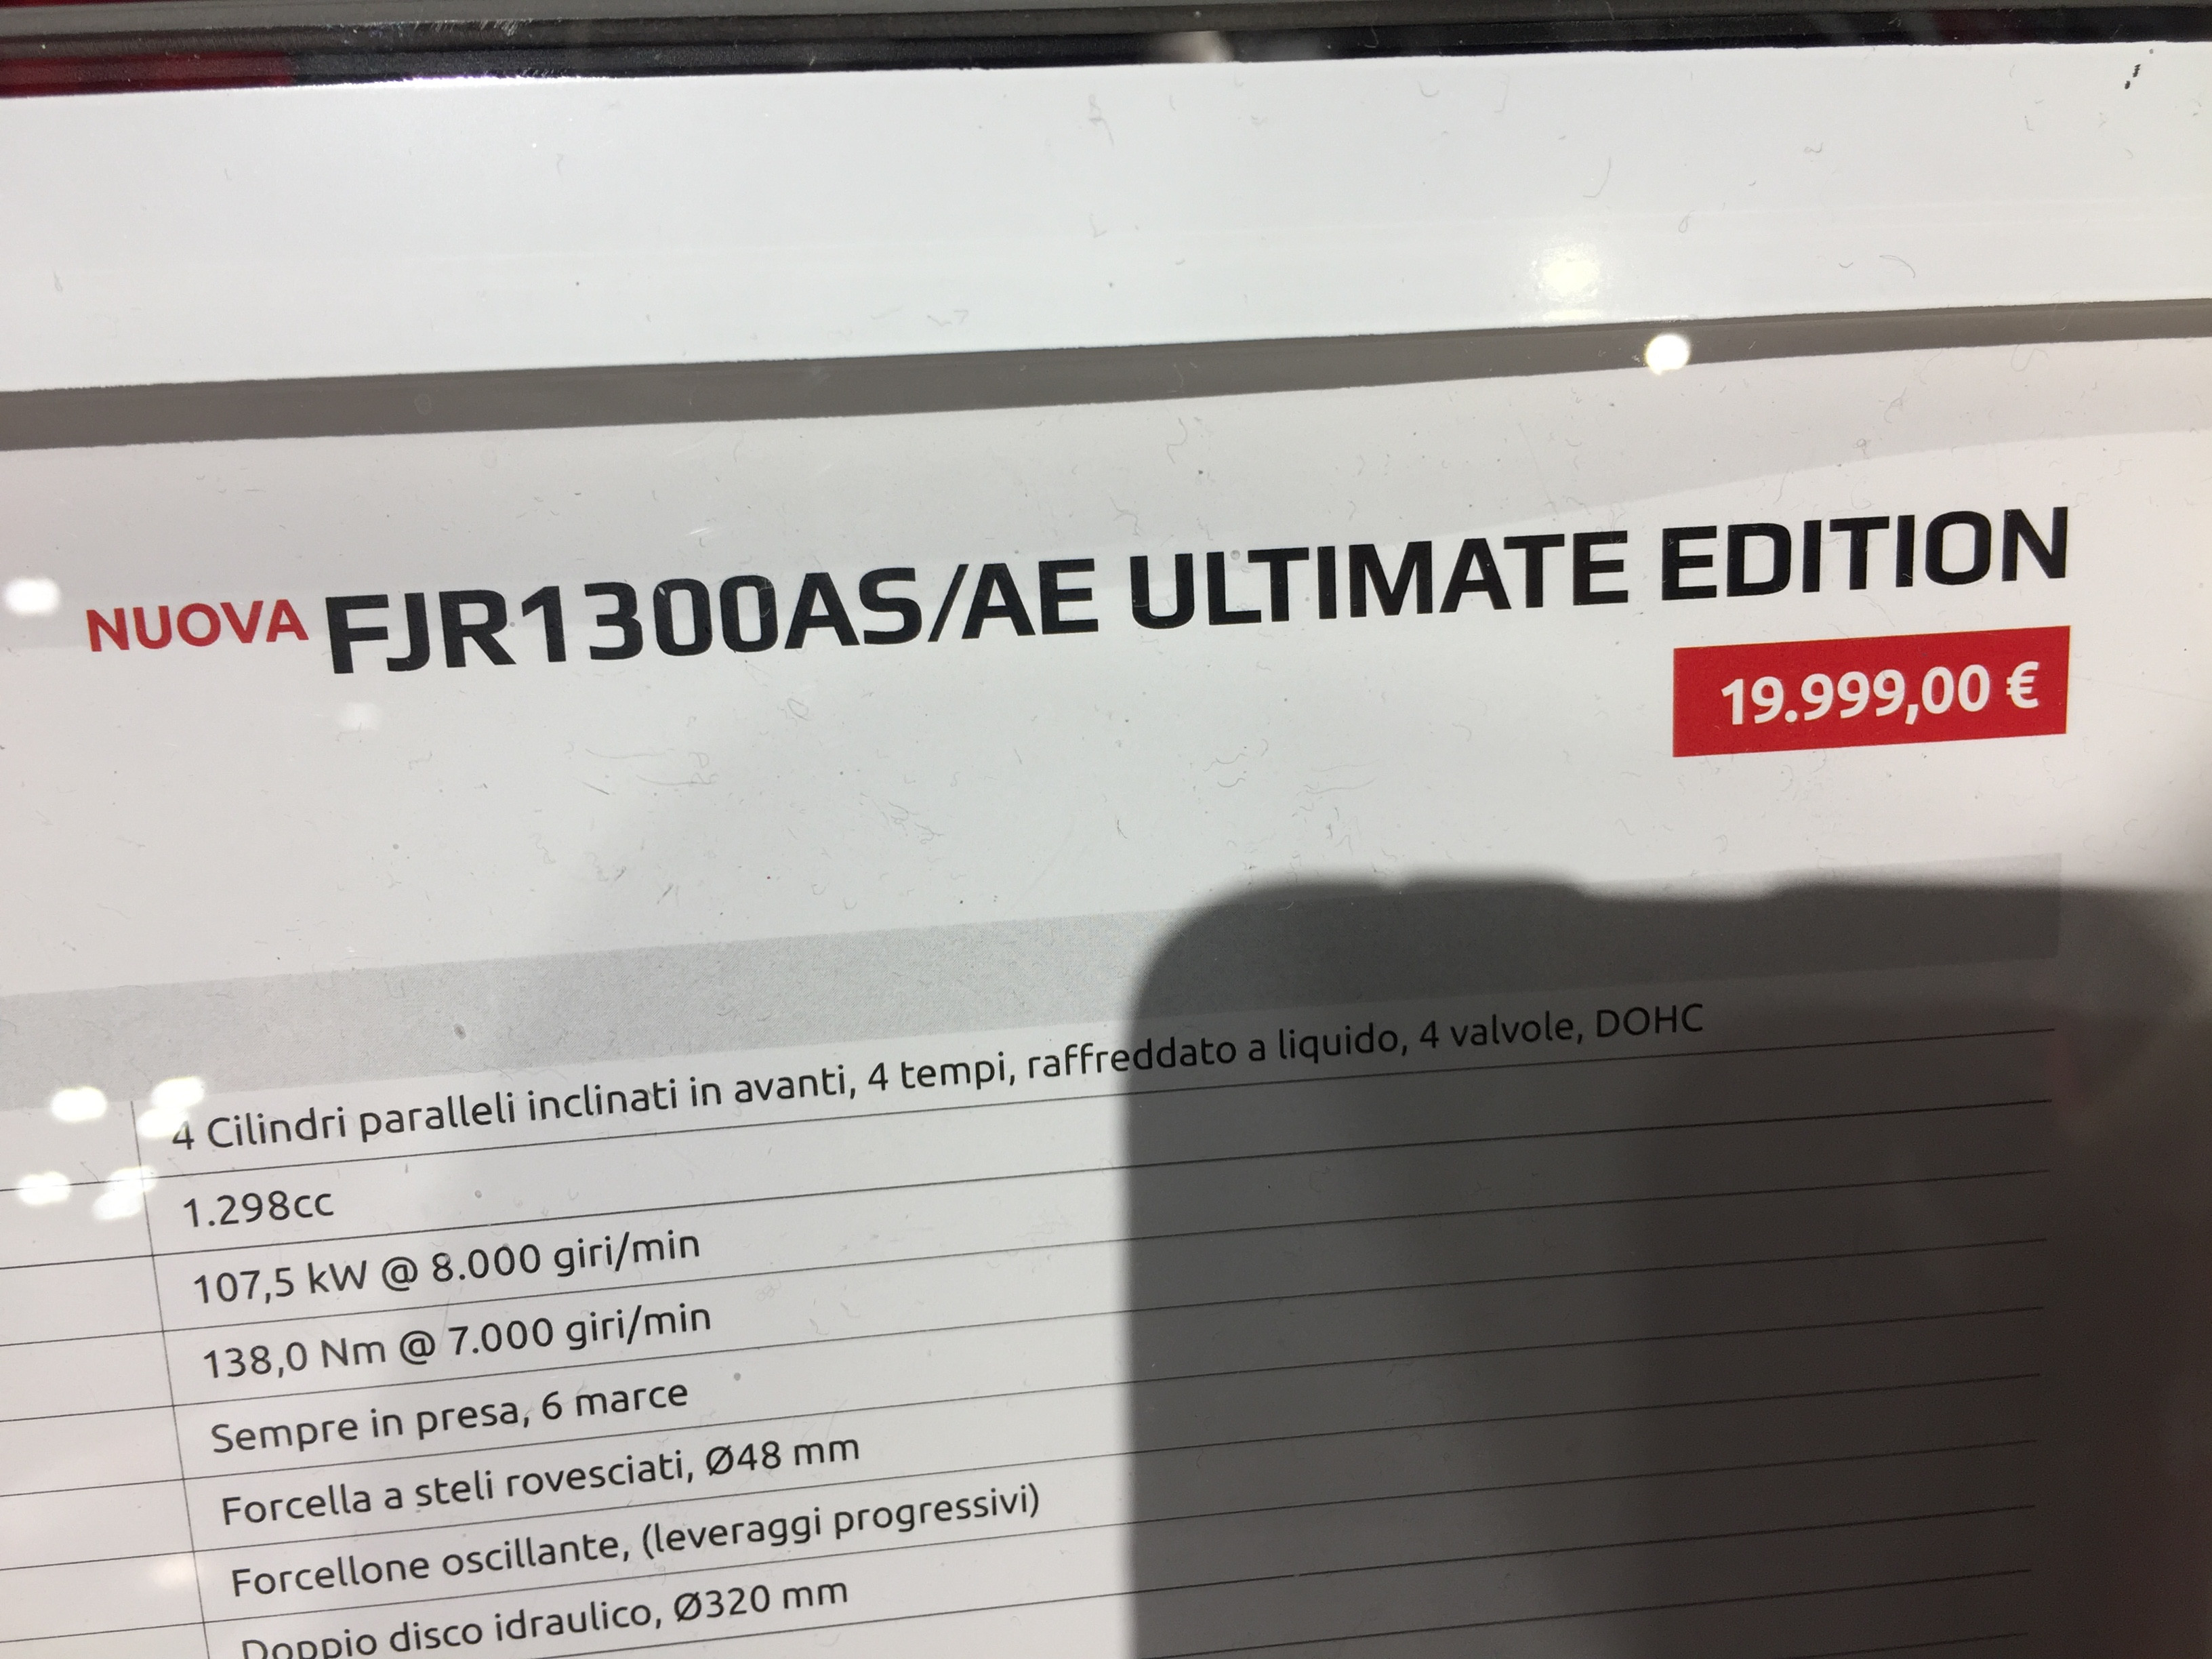 NUOVA FJR1300AS/AE ULTIMATE EDITION
19.999,00 €
4 Cilindri paralleli inclinati in avanti, 4 tempi, raffreddato a liquido, 4 valvole, DOHC
1.298cc
107,5 kW @ 8.000 giri/min
138,0 Nm @ 7.000 giri/min
Sempre in presa, 6 marce
Forcella a steli rovesciati, Ø48 mm
Forcellone oscillante, (leveraggi progressivi)
Doppio disco idraulico, Ø320 mm